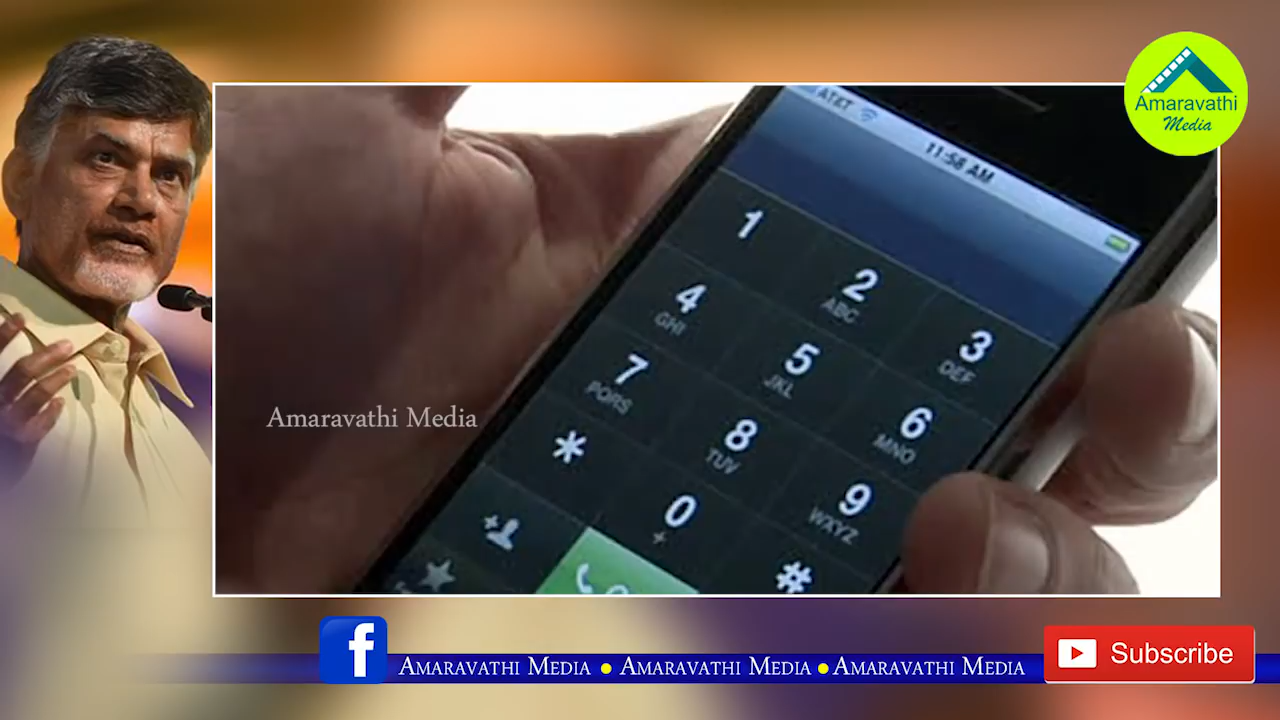 Amaravathi
Media
AT&T
11:58 AM
1
2
ABC
3
DEF
4
GHI
5
JKL
6
MNO
7
PQRS
8
TUV
9
WXYZ
*
0
+
#
Amaravathi Media
f
AMARAVATHI MEDIA ● AMARAVATHI MEDIA ● AMARAVATHI MEDIA
Subscribe